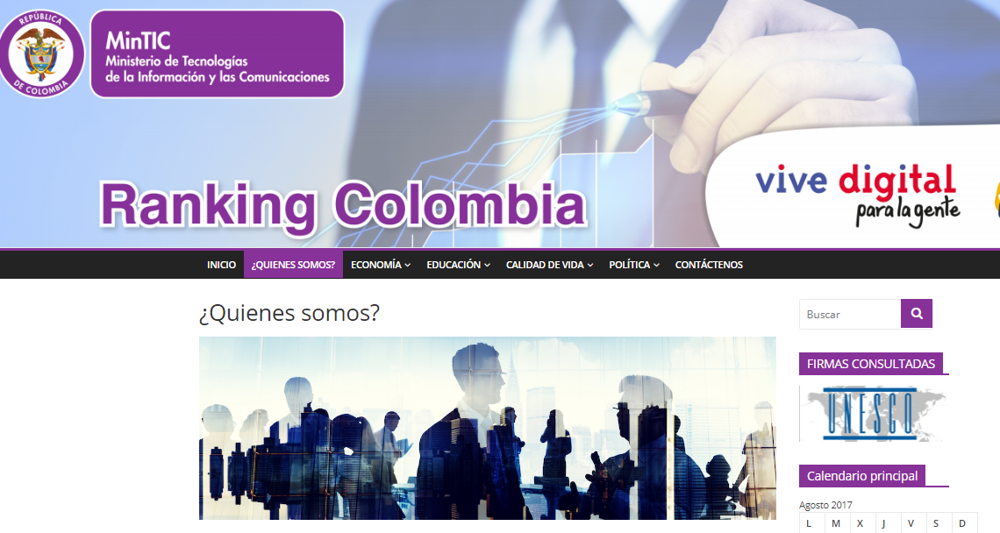 REPÚBLICA
DE COLOMBIA
MinTIC
Ministerio de Tecnologías
de la Información y las Comunicaciones
Ranking Colombia
vive digital
para la gente
INICIO ¿QUIENES SOMOS? ECONOMÍA EDUCACIÓN CALIDAD DE VIDA POLÍTICA CONTÁCTENOS
¿Quienes somos?
Buscar
FIRMAS CONSULTADAS
UNESCO
Calendario principal
Agosto 2017
L M X J V S D